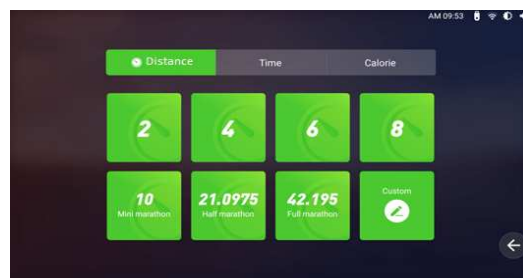 AM 09:53
Distance Time Calorie
2 4 6 8
10 21.0975 42.195 Custom
Mini marathon Half marathon Full marathon